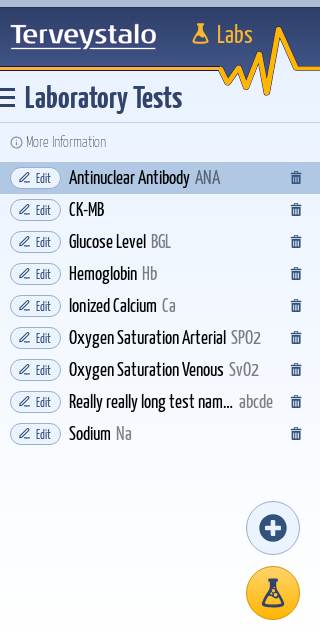 Terveystalo Labs
Laboratory Tests
More Information
Edit Antinuclear Antibody ANA
Edit CK-MB
Edit Glucose Level BGL
Edit Hemoglobin Hb
Edit Ionized Calcium Ca
Edit Oxygen Saturation Arterial SPO2
Edit Oxygen Saturation Venous SvO2
Edit Really really long test nam... abcde
Edit Sodium Na